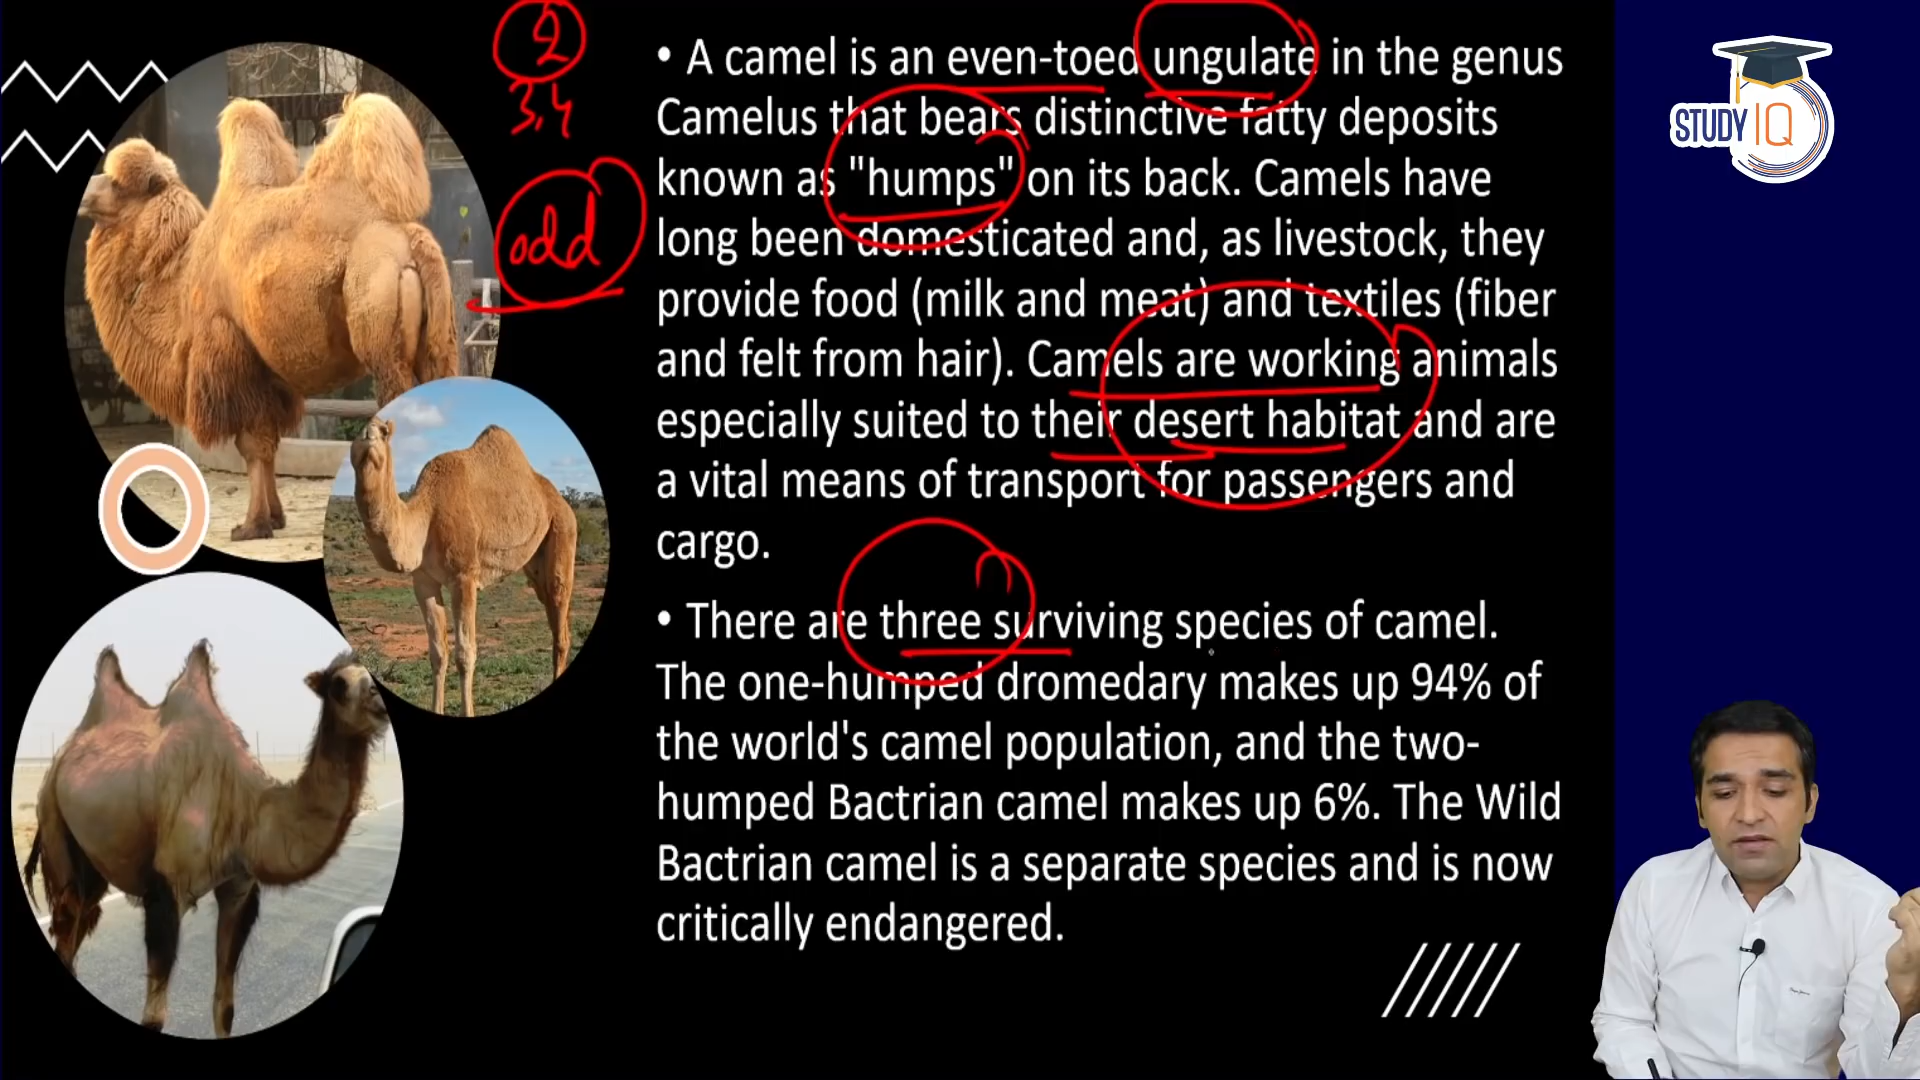 2
3,4
odd
• A camel is an even-toed ungulate in the genus
Camelus that bears distinctive fatty deposits
known as "humps" on its back. Camels have
long been domesticated and, as livestock, they
provide food (milk and meat) and textiles (fiber
and felt from hair). Camels are working animals
especially suited to their desert habitat and are
a vital means of transport for passengers and
cargo.
• There are three surviving species of camel.
The one-humped dromedary makes up 94% of
the world's camel population, and the two-
humped Bactrian camel makes up 6%. The Wild
Bactrian camel is a separate species and is now
critically endangered.
STUDY IQ